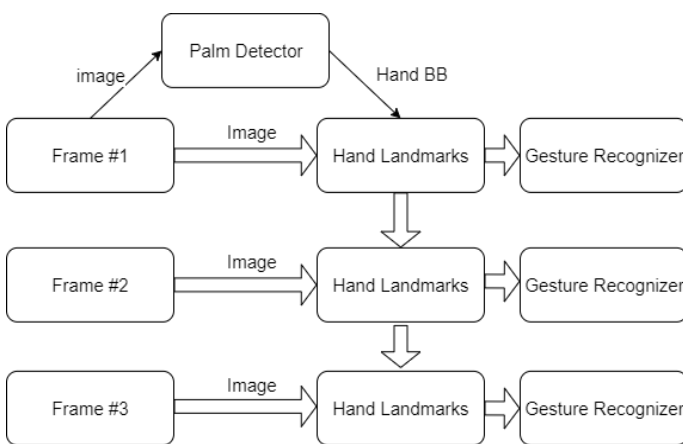 Palm Detector
image
Hand BB
Frame #1
Image
Hand Landmarks
Gesture Recognizer
Frame #2
Image
Hand Landmarks
Gesture Recognizer
Frame #3
Image
Hand Landmarks
Gesture Recognizer